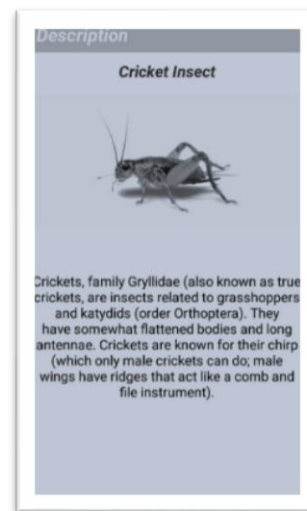 Description
Cricket Insect
Crickets, family Gryllidae (also known as true
crickets, are insects related to grasshoppers
and katydids (order Orthoptera). They
have somewhat flattened bodies and long
antennae. Crickets are known for their chirp
(which only male crickets can do; male
wings have ridges that act like a comb and
file instrument).